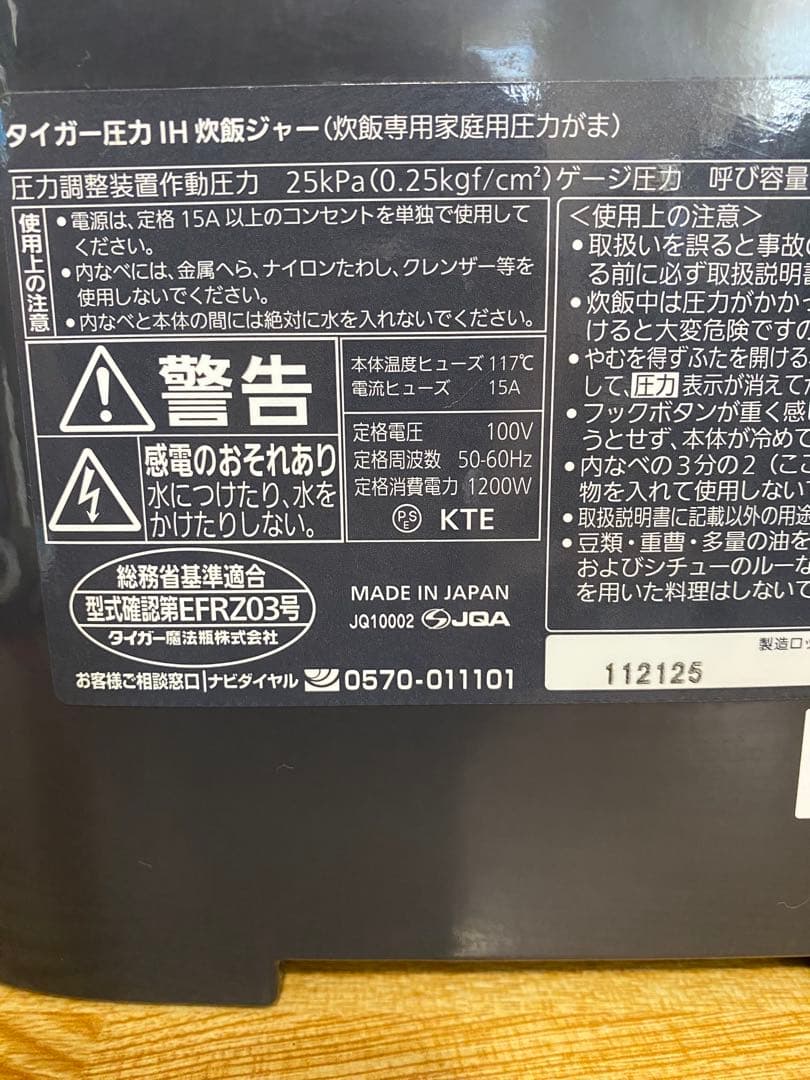 タイガー圧力IH炊飯ジャー(炊飯専用家庭用圧力がま)
圧力調整装置作動圧力 25kPa(0.25kgf/cm²)ゲージ圧力 呼び容量
使用上の注意
•電源は、定格15A以上のコンセントを単独で使用して
ください。
•内なべには、金属へら、ナイロンたわし、クレンザー等を
使用しないでください。
•内なべと本体の間には絶対に水を入れないでください。
警告
感電のおそれあり
水につけたり、水を
かけたりしない。
本体温度ヒューズ 117℃
電流ヒューズ 15A
定格電圧 100V
定格周波数 50-60Hz
定格消費電力 1200W
PSE KTE
総務省基準適合
型式確認第EFRZ03号
タイガー魔法瓶株式会社
MADE IN JAPAN
JQ10002 JQA
お客様ご相談窓口|ナビダイヤル 0570-011101
<使用上の注意>
•取扱いを誤ると事故の
る前に必ず取扱説明書
•炊飯中は圧力がかかっ
けると大変危険ですの
•やむを得ずふたを開ける
して、圧力表示が消えて
•フックボタンが重く感じ
うとせず、本体が冷めて
•内なべの3分の2(ここ
物を入れて使用しない
•取扱説明書に記載以外の用途
•豆類・重曹・多量の油を
およびシチューのルーな
を用いた料理はしないで
製造ロッ
112125